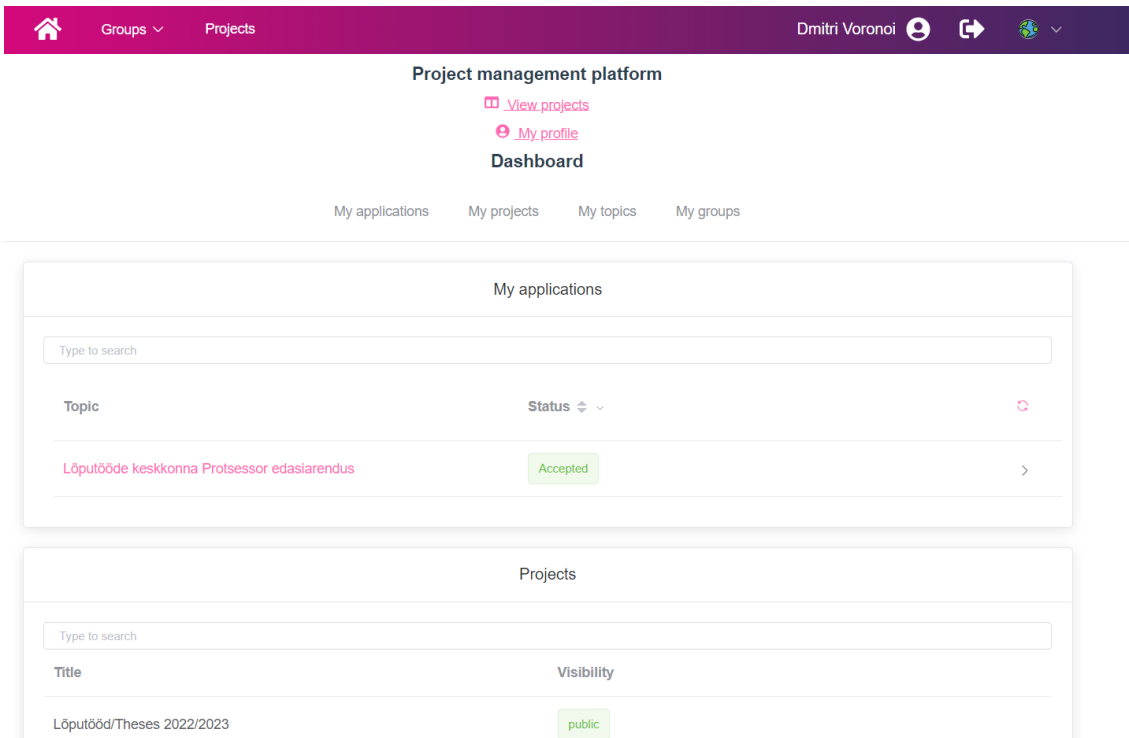 Groups Projects Dmitri Voronoi
Project management platform
View projects
My profile
Dashboard
My applications My projects My topics My groups
My applications
Type to search
Topic Status
Lõputööde keskkonna Protsessor edasiarendus Accepted
Projects
Type to search
Title Visibility
Lõputööd/Theses 2022/2023 public